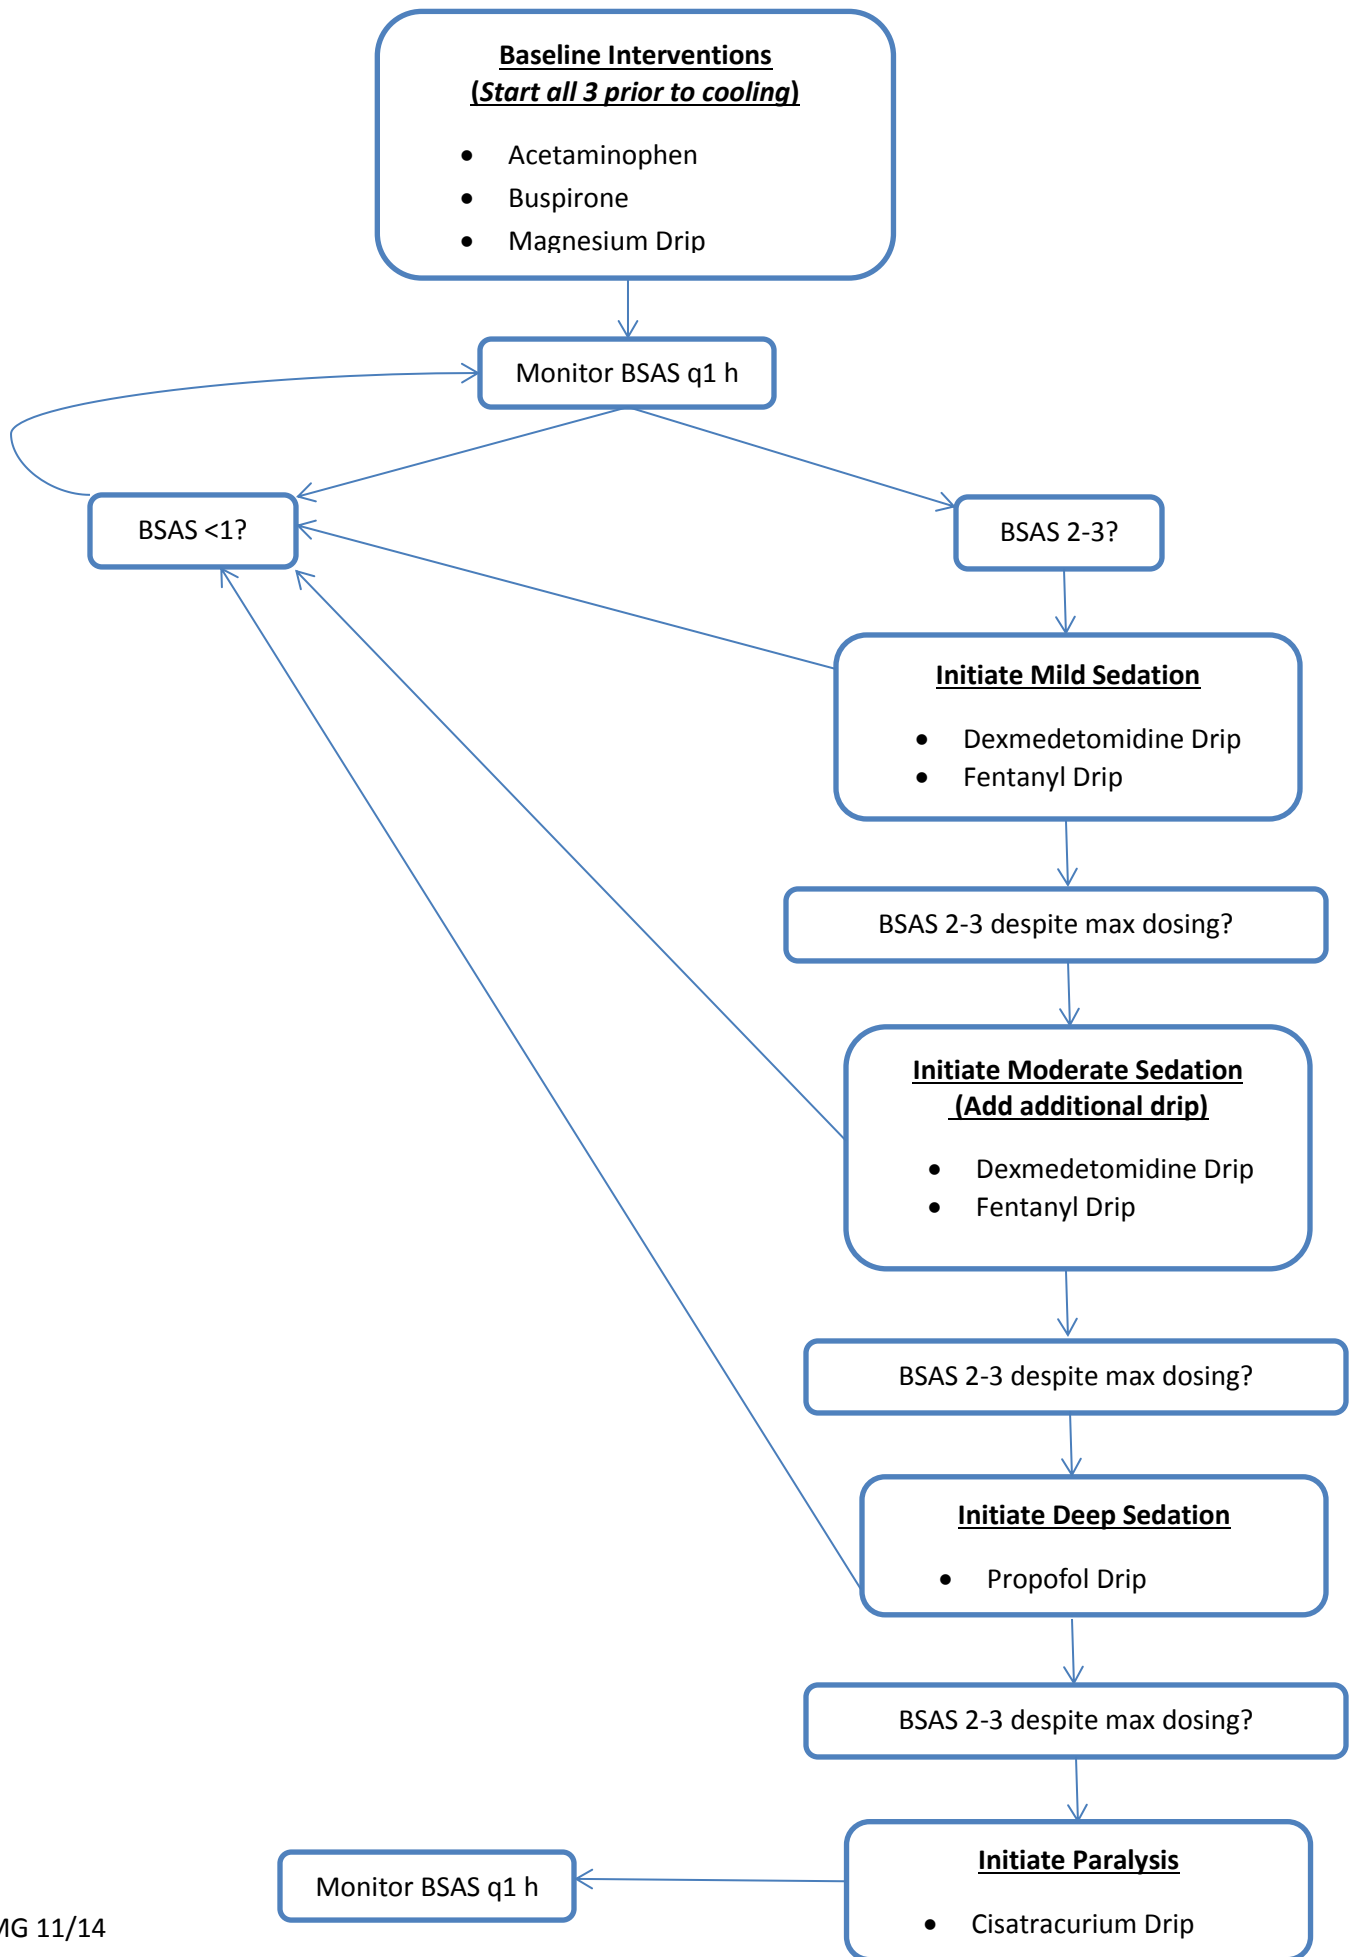 Baseline Interventions
(Start all 3 prior to cooling)
• Acetaminophen
• Buspirone
• Magnesium Drip
Monitor BSAS q1 h
BSAS <1?
BSAS 2-3?
Initiate Mild Sedation
• Dexmedetomidine Drip
• Fentanyl Drip
BSAS 2-3 despite max dosing?
Initiate Moderate Sedation
(Add additional drip)
• Dexmedetomidine Drip
• Fentanyl Drip
BSAS 2-3 despite max dosing?
Initiate Deep Sedation
• Propofol Drip
BSAS 2-3 despite max dosing?
Initiate Paralysis
• Cisatracurium Drip
Monitor BSAS q1 h
MG 11/14